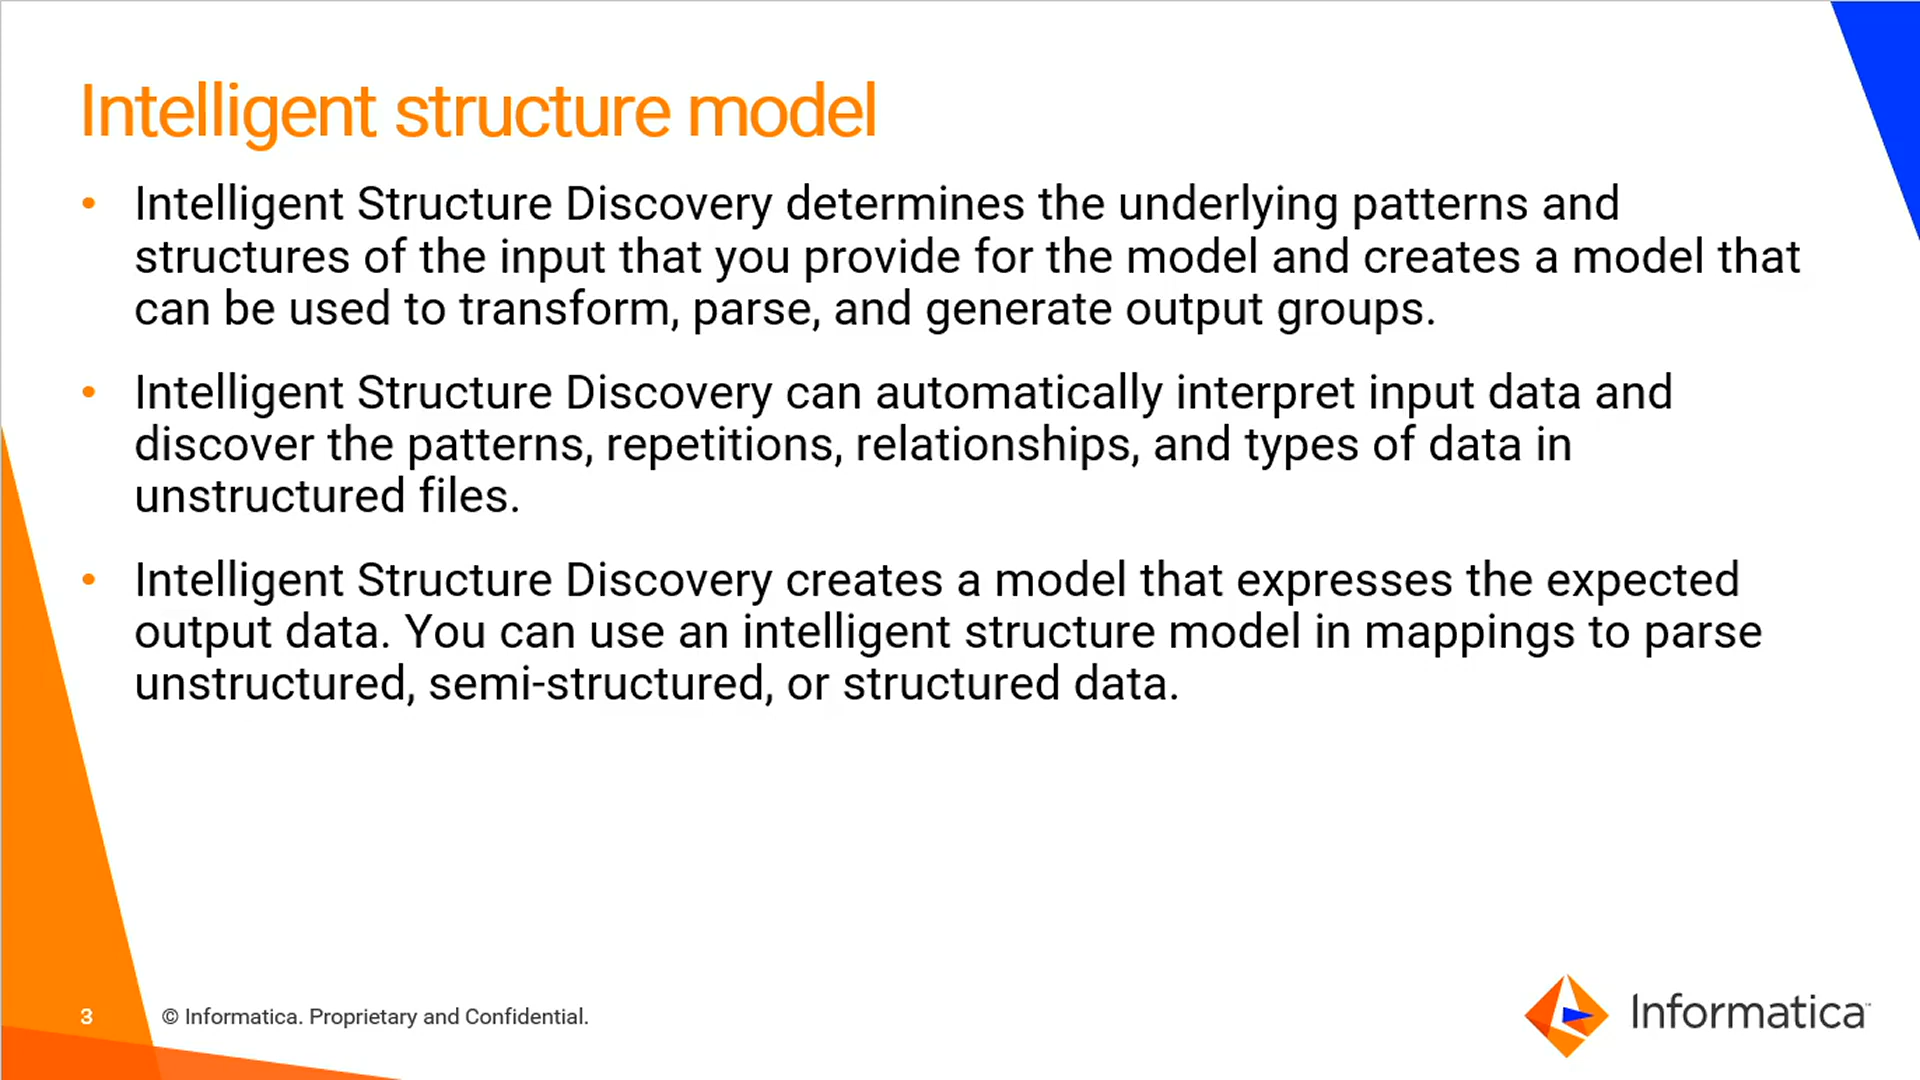 Intelligent structure model
• Intelligent Structure Discovery determines the underlying patterns and
structures of the input that you provide for the model and creates a model that
can be used to transform, parse, and generate output groups.
• Intelligent Structure Discovery can automatically interpret input data and
discover the patterns, repetitions, relationships, and types of data in
unstructured files.
• Intelligent Structure Discovery creates a model that expresses the expected
output data. You can use an intelligent structure model in mappings to parse
unstructured, semi-structured, or structured data.
3 © Informatica. Proprietary and Confidential.
Informatica™